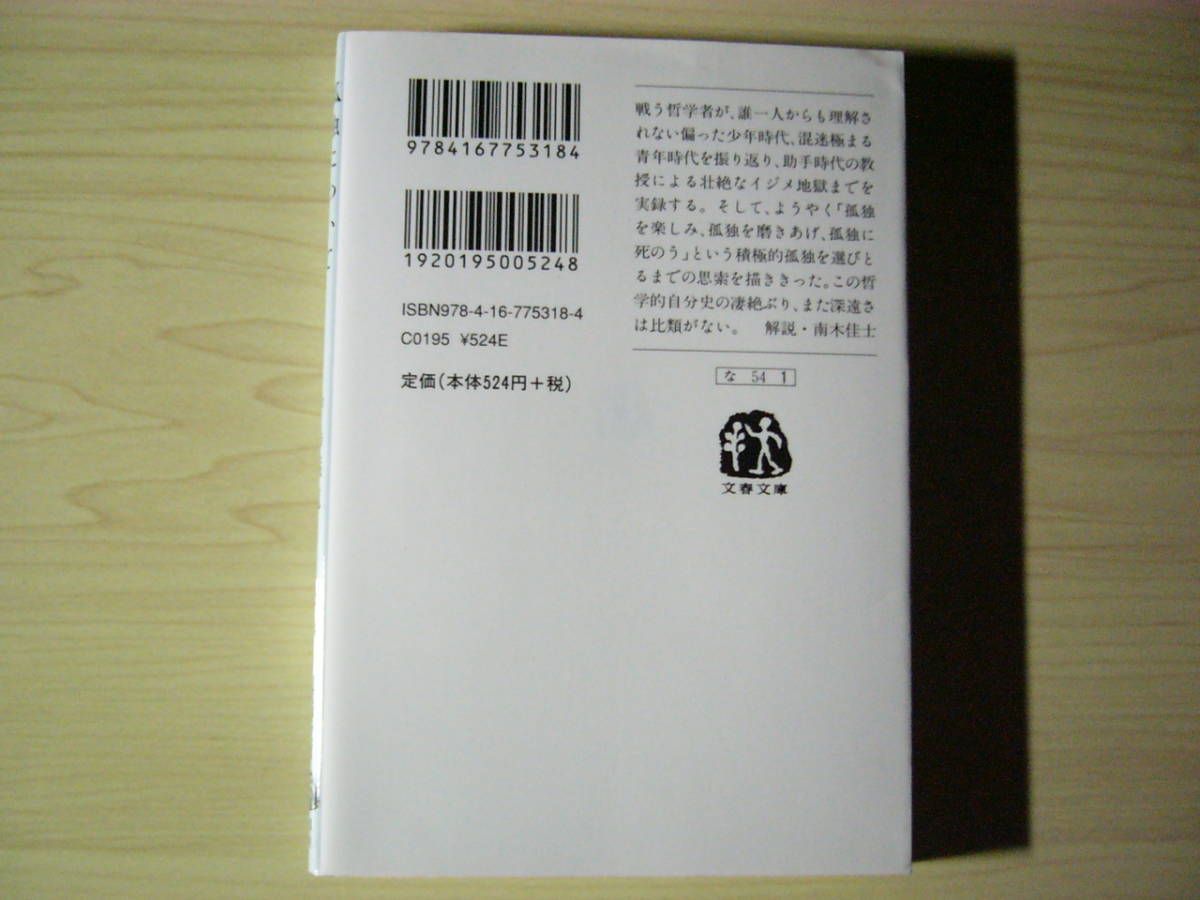 9784167753184
1920195005248
ISBN978-4-16-775318-4
C0195 ¥524E
定価(本体524円+税)
戦う哲学者が、誰一人からも理解さ
れない偏った少年時代、混迷極まる
青年時代を振り返り、助手時代の教
授による壮絶なイジメ地獄までを
実録する。そして、ようやく「孤独
を楽しみ、孤独を磨きあげ、孤独に
死のう」という積極的孤独を選びと
るまでの思索を描ききった。この哲
学的自分史の凄絶ぶり、また深遠さ
は比類がない。 解説・南木佳士
な 54 1
文春文庫